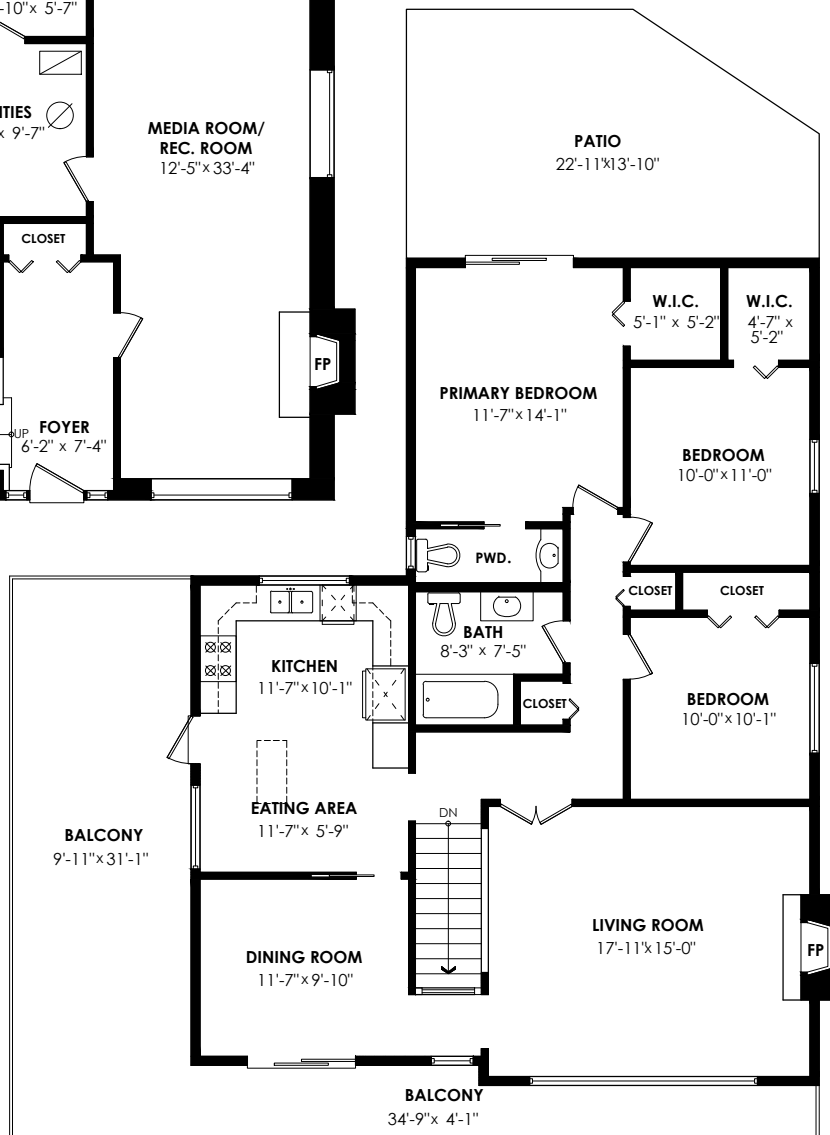 -10"x 5'-7"
ITIES
x 9'-7"
MEDIA ROOM/
REC. ROOM
12'-5"x 33'-4"
CLOSET
FP
UP
FOYER
6'-2" x 7'-4"
PATIO
22'-11"x13'-10"
W.I.C.
5'-1" x 5'-2"
W.I.C.
4'-7" x
5'-2"
PRIMARY BEDROOM
11'-7"x 14'-1"
BEDROOM
10'-0"x 11'-0"
PWD.
CLOSET
CLOSET
BATH
8'-3" x 7'-5"
KITCHEN
11'-7"x 10'-1"
CLOSET
BEDROOM
10'-0"x 10'-1"
EATING AREA
11'-7"x 5'-9"
DN
BALCONY
9'-11"x 31'-1"
LIVING ROOM
17'-11"x 15'-0"
FP
DINING ROOM
11'-7"x 9'-10"
BALCONY
34'-9"x 4'-1"